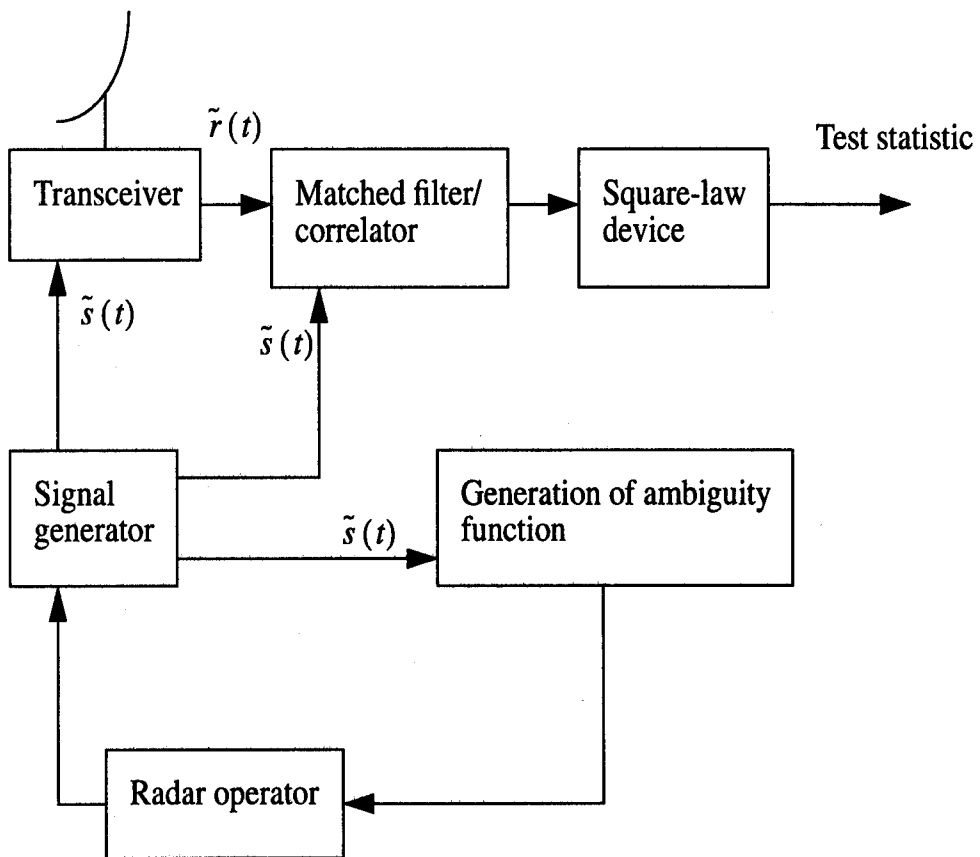 r̃ (t)
Test statistic
Transceiver
Matched filter/
correlator
Square-law
device
s̃ (t)
s̃ (t)
Signal
generator
Generation of ambiguity
function
s̃ (t)
Radar operator